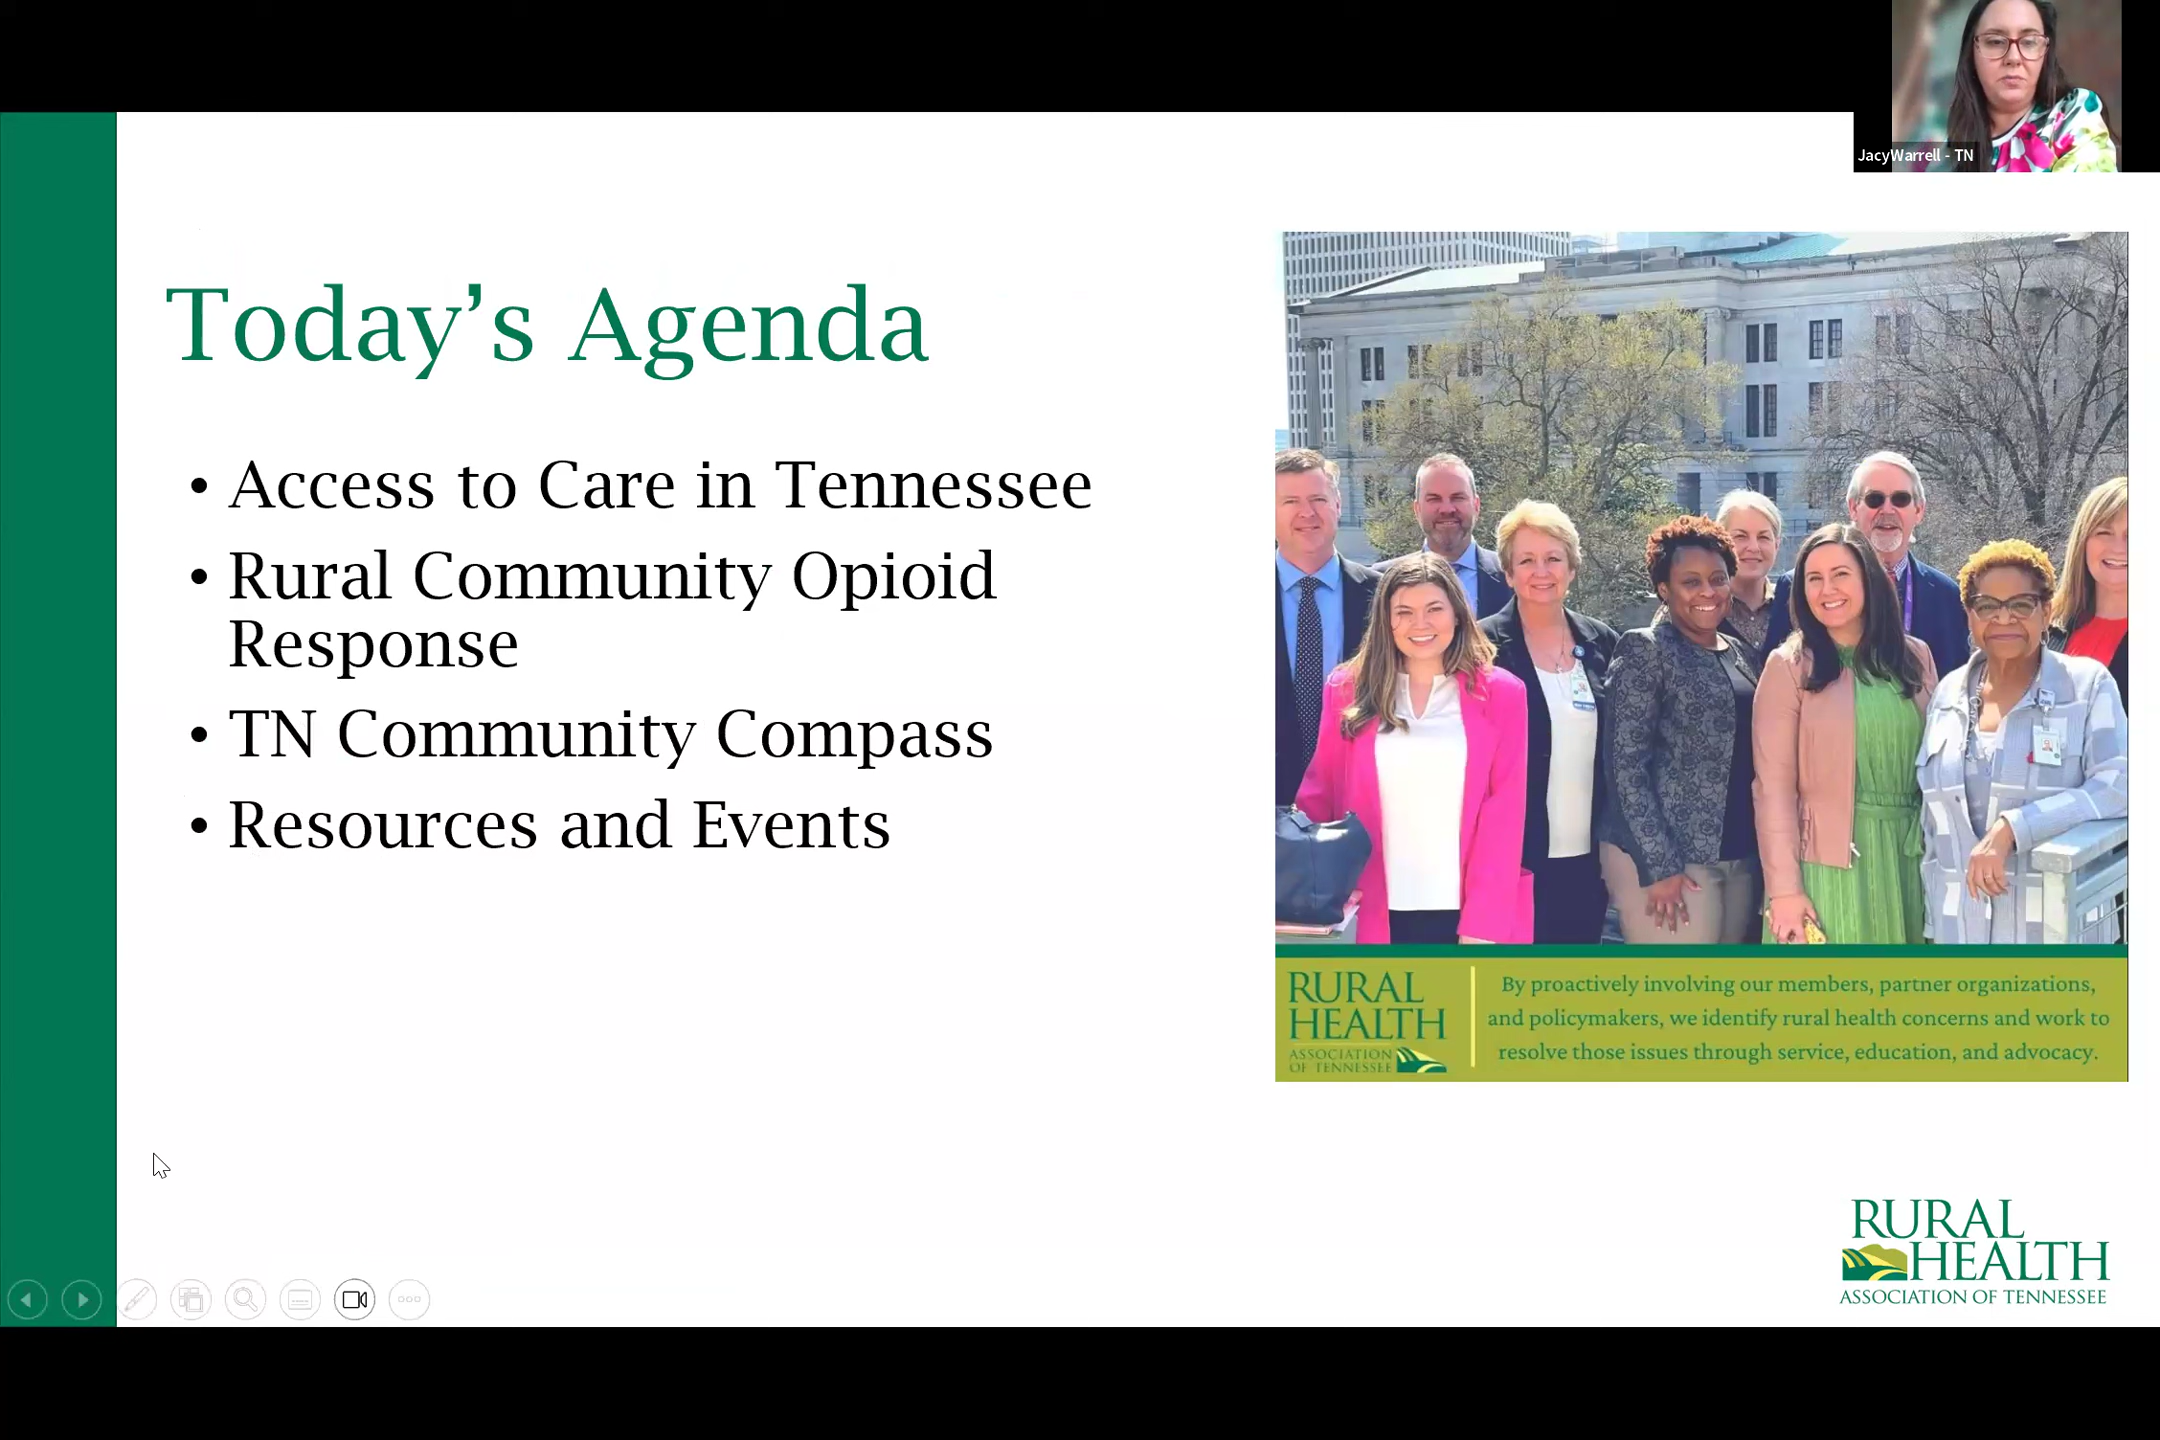 JacyWarrell - TN
Today’s Agenda
• Access to Care in Tennessee
• Rural Community Opioid
Response
• TN Community Compass
• Resources and Events
RURAL
HEALTH
ASSOCIATION
OF TENNESSEE
By proactively involving our members, partner organizations,
and policymakers, we identify rural health concerns and work to
resolve those issues through service, education, and advocacy.
RURAL
HEALTH
ASSOCIATION OF TENNESSEE